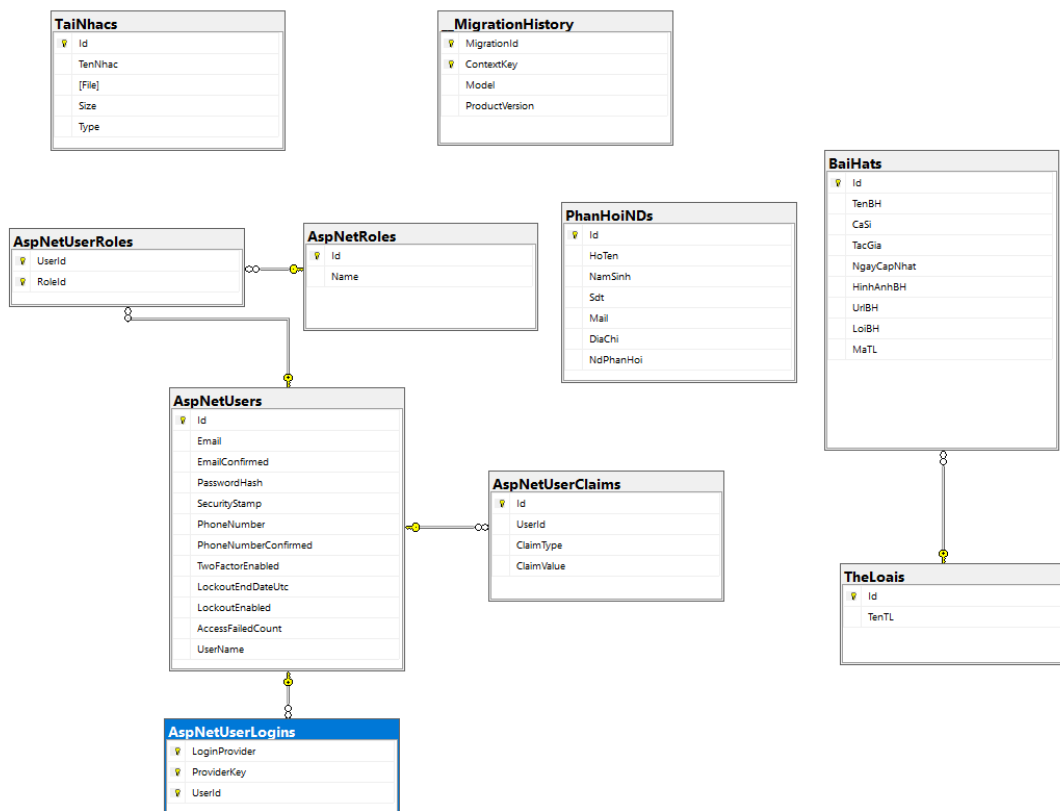 TaiNhacs
Id
TenNhac
[File]
Size
Type
__MigrationHistory
MigrationId
ContextKey
Model
ProductVersion
BaiHats
Id
TenBH
CaSi
TacGia
NgayCapNhat
HinhAnhBH
UrlBH
LoiBH
MaTL
AspNetUserRoles
UserId
RoleId
AspNetRoles
Id
Name
PhanHoiNDs
Id
HoTen
NamSinh
Sdt
Mail
DiaChi
NdPhanHoi
AspNetUsers
Id
Email
EmailConfirmed
PasswordHash
SecurityStamp
PhoneNumber
PhoneNumberConfirmed
TwoFactorEnabled
LockoutEndDateUtc
LockoutEnabled
AccessFailedCount
UserName
AspNetUserClaims
Id
UserId
ClaimType
ClaimValue
TheLoais
Id
TenTL
AspNetUserLogins
LoginProvider
ProviderKey
UserId